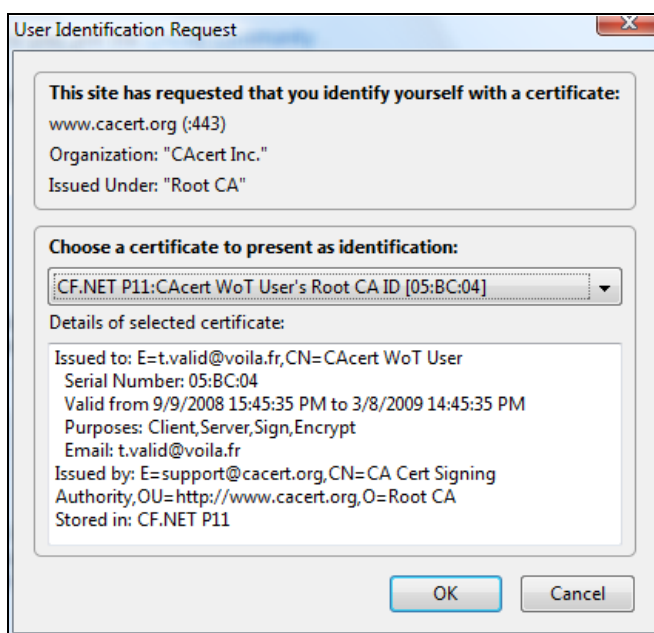 User Identification Request
This site has requested that you identify yourself with a certificate:
www.cacert.org (:443)
Organization: "CAcert Inc."
Issued Under: "Root CA"
Choose a certificate to present as identification:
CF.NET P11:CAcert WoT User's Root CA ID [05:BC:04]
Details of selected certificate:
Issued to: E=t.valid@voila.fr,CN=CAcert WoT User
Serial Number: 05:BC:04
Valid from 9/9/2008 15:45:35 PM to 3/8/2009 14:45:35 PM
Purposes: Client,Server,Sign,Encrypt
Email: t.valid@voila.fr
Issued by: E=support@cacert.org,CN=CA Cert Signing
Authority,OU=http://www.cacert.org,O=Root CA
Stored in: CF.NET P11
OK
Cancel